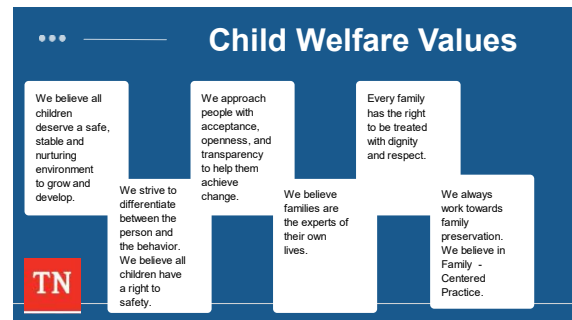 Child Welfare Values
We believe all
children
deserve a safe,
stable and
nurturing
environment
to grow and
develop.
We strive to
differentiate
between the
person and
the behavior.
We believe all
children have
a right to
safety.
We approach
people with
acceptance,
openness, and
transparency
to help them
achieve
change.
We believe
families are
the experts of
their own
lives.
Every family
has the right
to be treated
with dignity
and respect.
We always
work towards
family
preservation.
We believe in
Family -
Centered
Practice.
TN